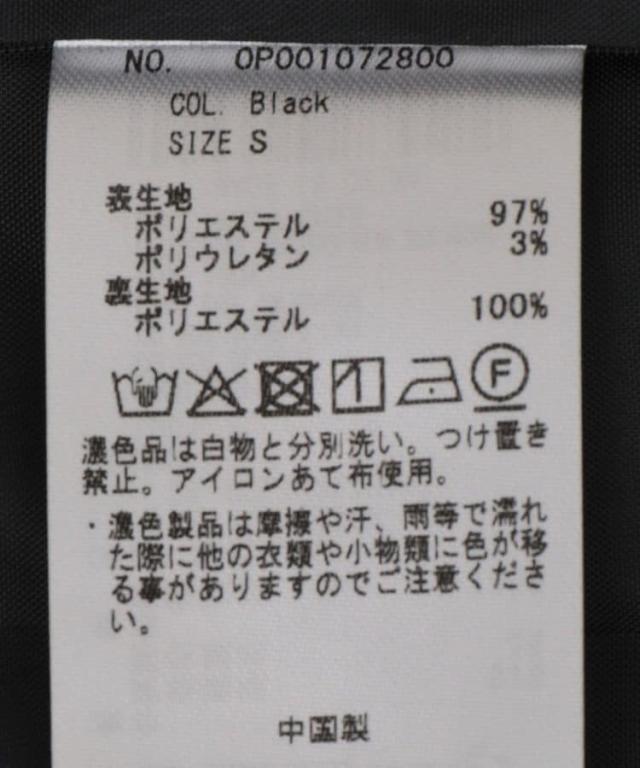 NO. 0P001072800
COL. Black
SIZE S
表生地
ポリエステル 97%
ポリウレタン 3%
裏生地
ポリエステル 100%
F
濃色品は白物と分別洗い。つけ置き
禁止。アイロンあて布使用。
・濃色製品は摩擦や汗、雨等で濡れ
た際に他の衣類や小物類に色が移
る事がありますのでご注意くださ
い。
中国製